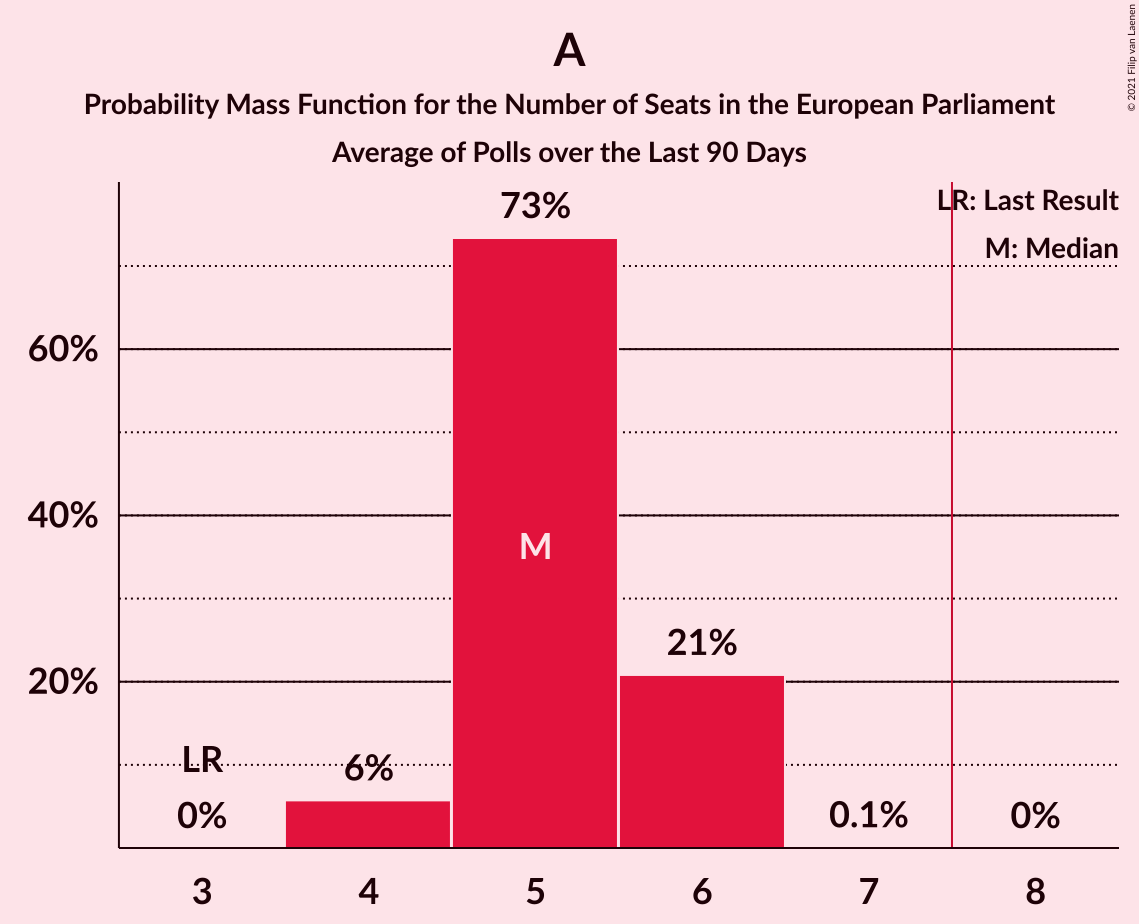 A
Probability Mass Function for the Number of Seats in the European Parliament
Average of Polls over the Last 90 Days
© 2021 Filip van Laenen
LR: Last Result
M: Median
73%
60%
40%
M
21%
20%
LR
6%
0%
0.1%
0%
3 4 5 6 7 8